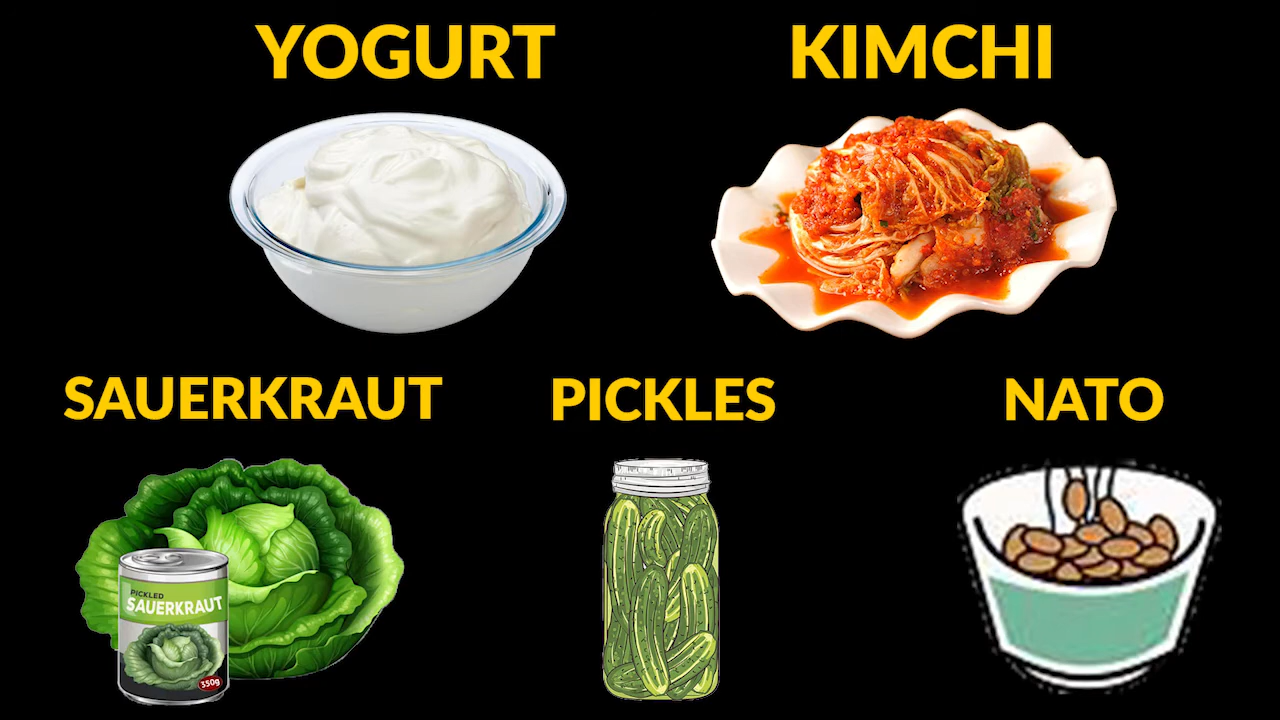 YOGURT
KIMCHI
SAUERKRAUT
PICKLES
NATO
PICKLED
SAUERKRAUT
350g